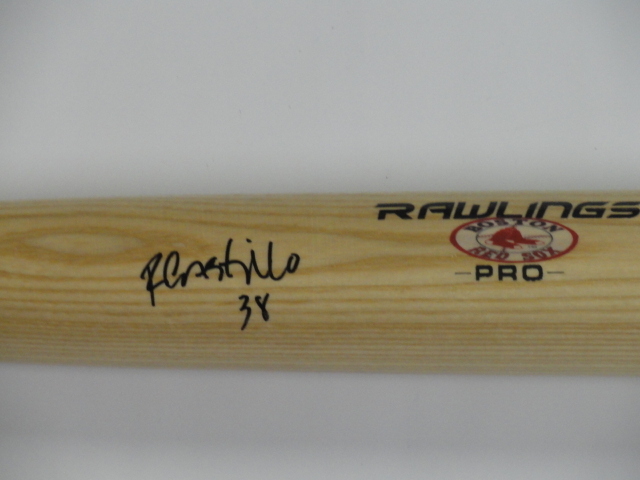 RAWLINGS
BOSTON
RED SOX
PRO
RCastillo
38